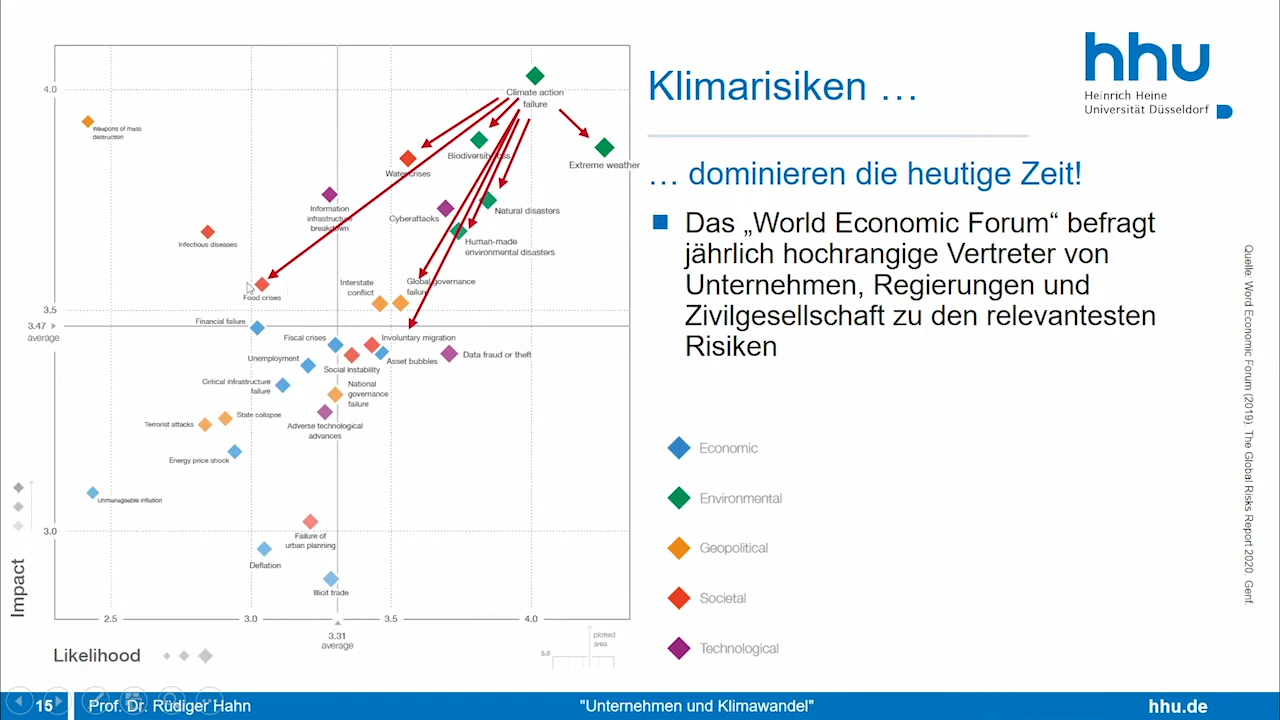 4.0
3.5
3.47
average
3.0
Impact
Climate action
failure
Weapons of mass
destruction
Biodiversity loss
Extreme weather
Water crises
Information
infrastructure
breakdown
Cyberattacks
Natural disasters
Infectious diseases
Human-made
environmental disasters
Interstate
conflict
Global governance
failure
Food crises
Financial failure
Fiscal crises
Involuntary migration
Unemployment
Social instability
Asset bubbles
Data fraud or theft
Critical infrastructure
failure
National
governance
failure
State collapse
Terrorist attacks
Adverse technological
advances
Energy price shock
Unmanageable inflation
Failure of
urban planning
Deflation
Illicit trade
2.5
3.0
3.5
4.0
3.31
average
plotted
area
5.0
Likelihood
Klimarisiken …
hhu
Heinrich Heine
Universität Düsseldorf
… dominieren die heutige Zeit!
Das „World Economic Forum“ befragt
jährlich hochrangige Vertreter von
Unternehmen, Regierungen und
Zivilgesellschaft zu den relevantesten
Risiken
Economic
Environmental
Geopolitical
Societal
Technological
Quelle: Word Economic Forum (2019). The Global Risks Report 2020. Genf.
15
Prof. Dr. Rüdiger Hahn
"Unternehmen und Klimawandel"
hhu.de